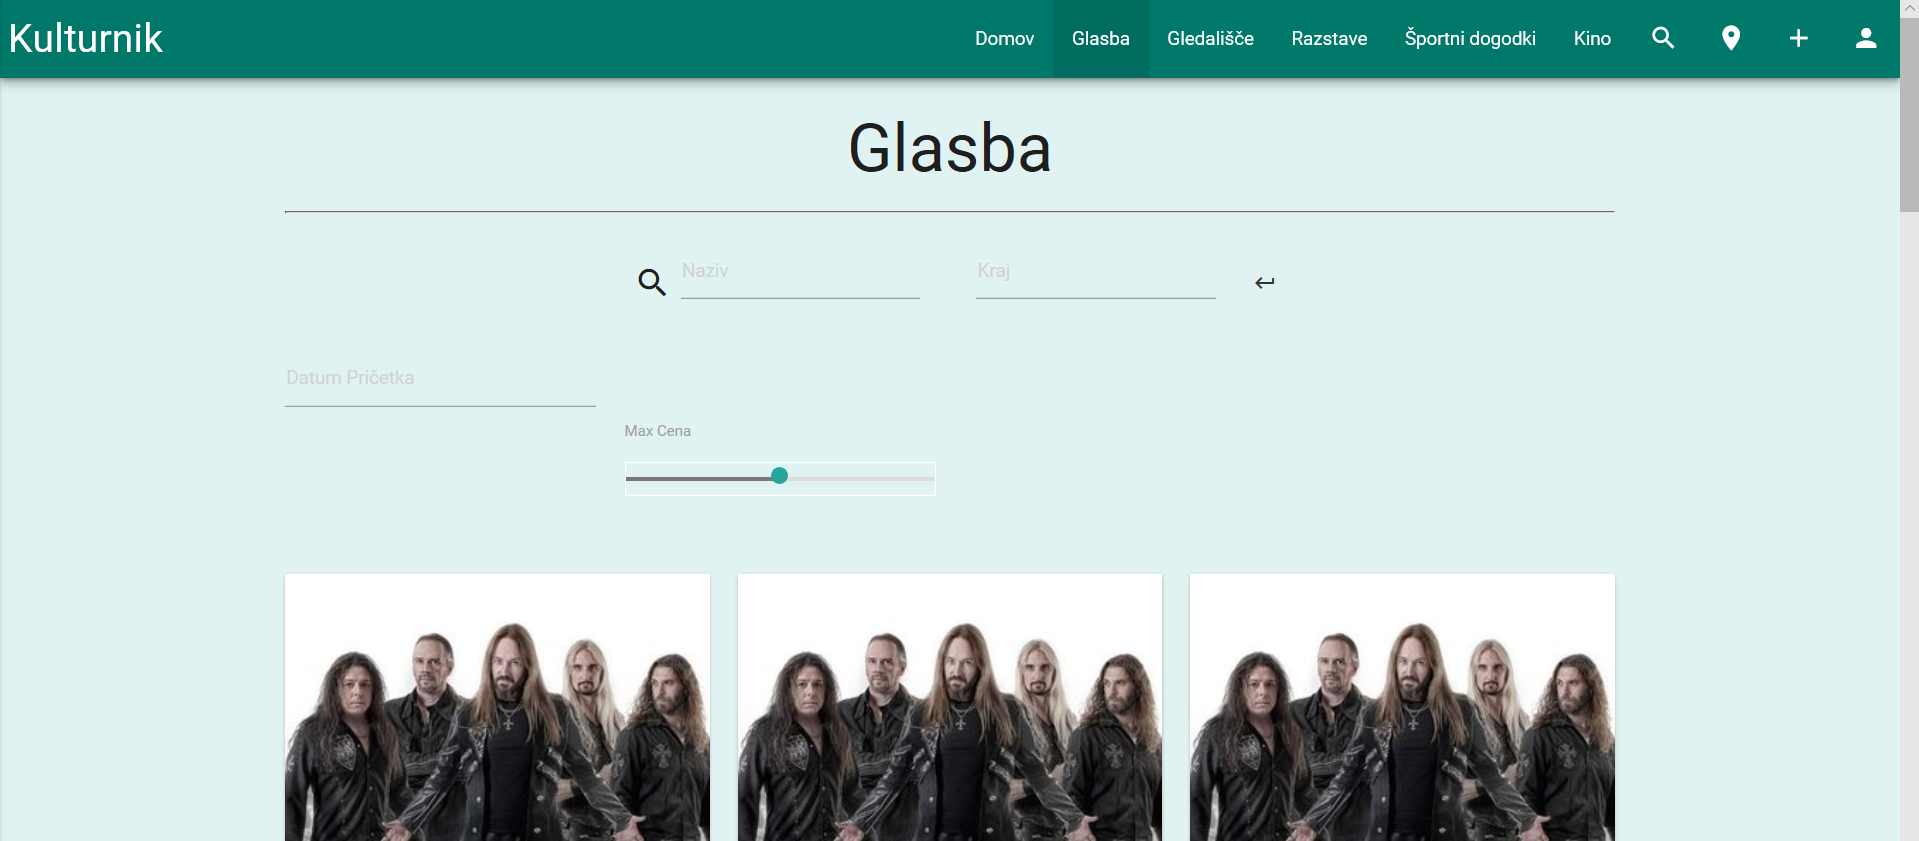 Kulturnik
Domov Glasba Gledališče Razstave Športni dogodki Kino
Glasba
Naziv Kraj
Datum Pričetka
Max Cena